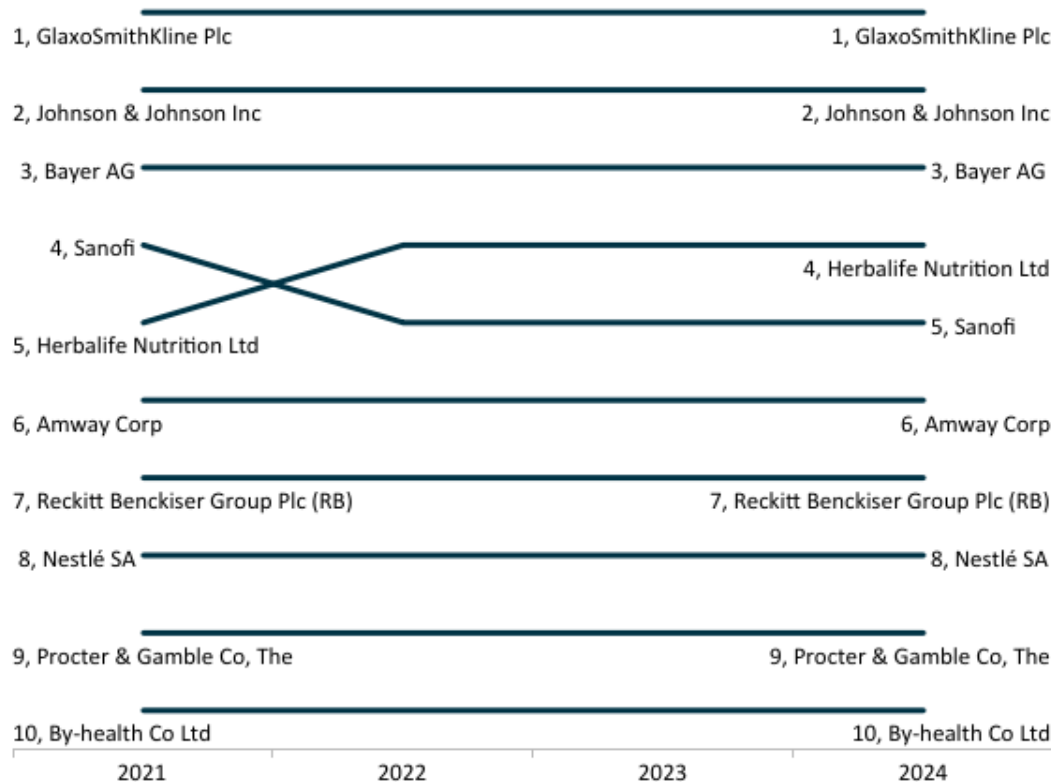 1, GlaxoSmithKline Plc 1, GlaxoSmithKline Plc
2, Johnson & Johnson Inc 2, Johnson & Johnson Inc
3, Bayer AG 3, Bayer AG
4, Sanofi 4, Herbalife Nutrition Ltd
5, Herbalife Nutrition Ltd 5, Sanofi
6, Amway Corp 6, Amway Corp
7, Reckitt Benckiser Group Plc (RB) 7, Reckitt Benckiser Group Plc (RB)
8, Nestlé SA 8, Nestlé SA
9, Procter & Gamble Co, The 9, Procter & Gamble Co, The
10, By-health Co Ltd 10, By-health Co Ltd
2021 2022 2023 2024